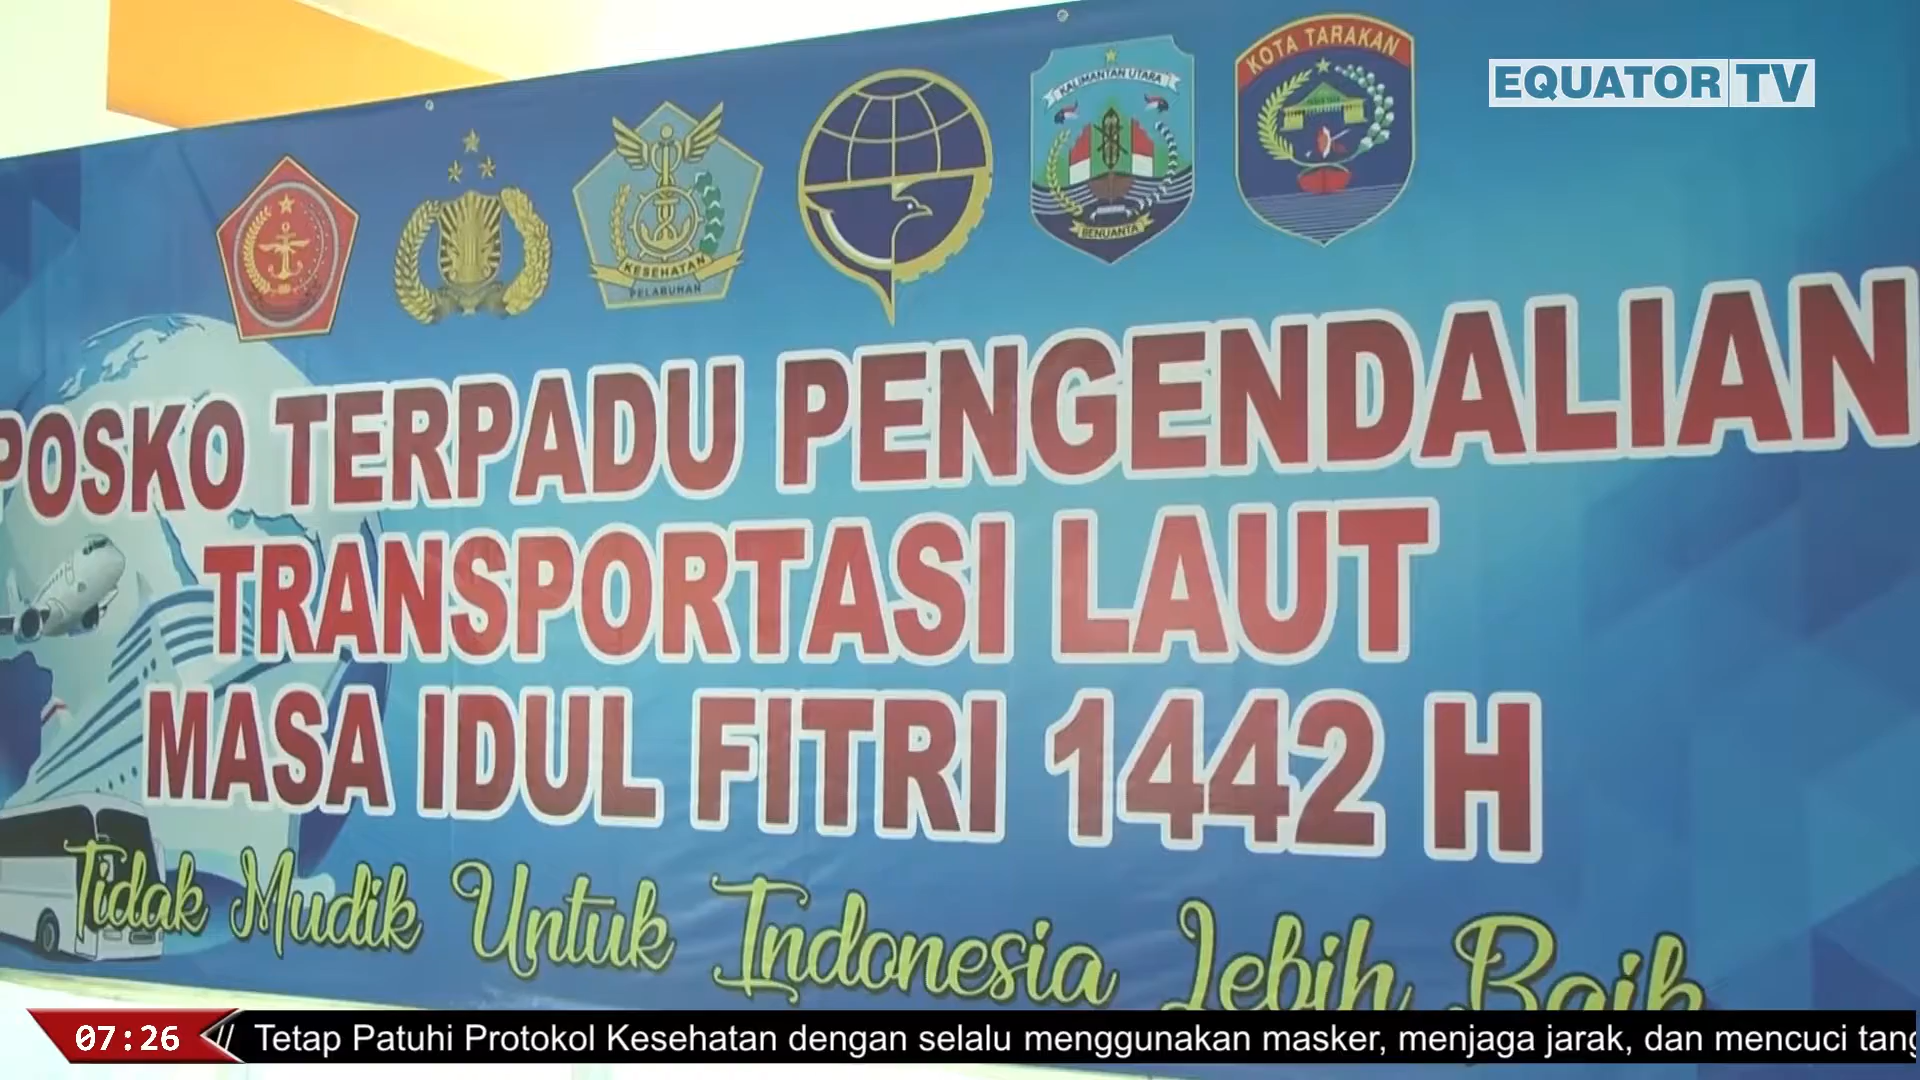 KOTA TARAKAN
EQUATOR TV
KALIMANTAN UTARA
BENUANTA
KESEHATAN
PELABUHAN
POSKO TERPADU PENGENDALIAN
TRANSPORTASI LAUT
MASA IDUL FITRI 1442 H
Tidak Mudik Untuk Indonesia Lebih Baik
07:26 // Tetap Patuhi Protokol Kesehatan dengan selalu menggunakan masker, menjaga jarak, dan mencuci tang